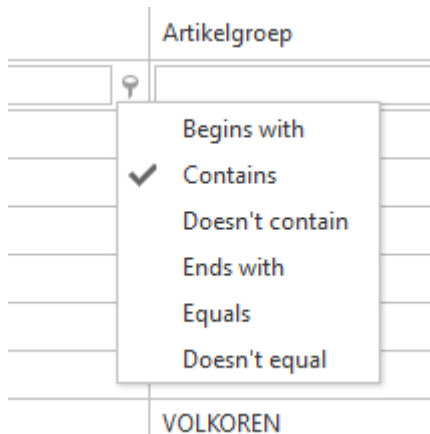 Artikelgroep
Begins with
Contains
Doesn't contain
Ends with
Equals
Doesn't equal
VOLKOREN